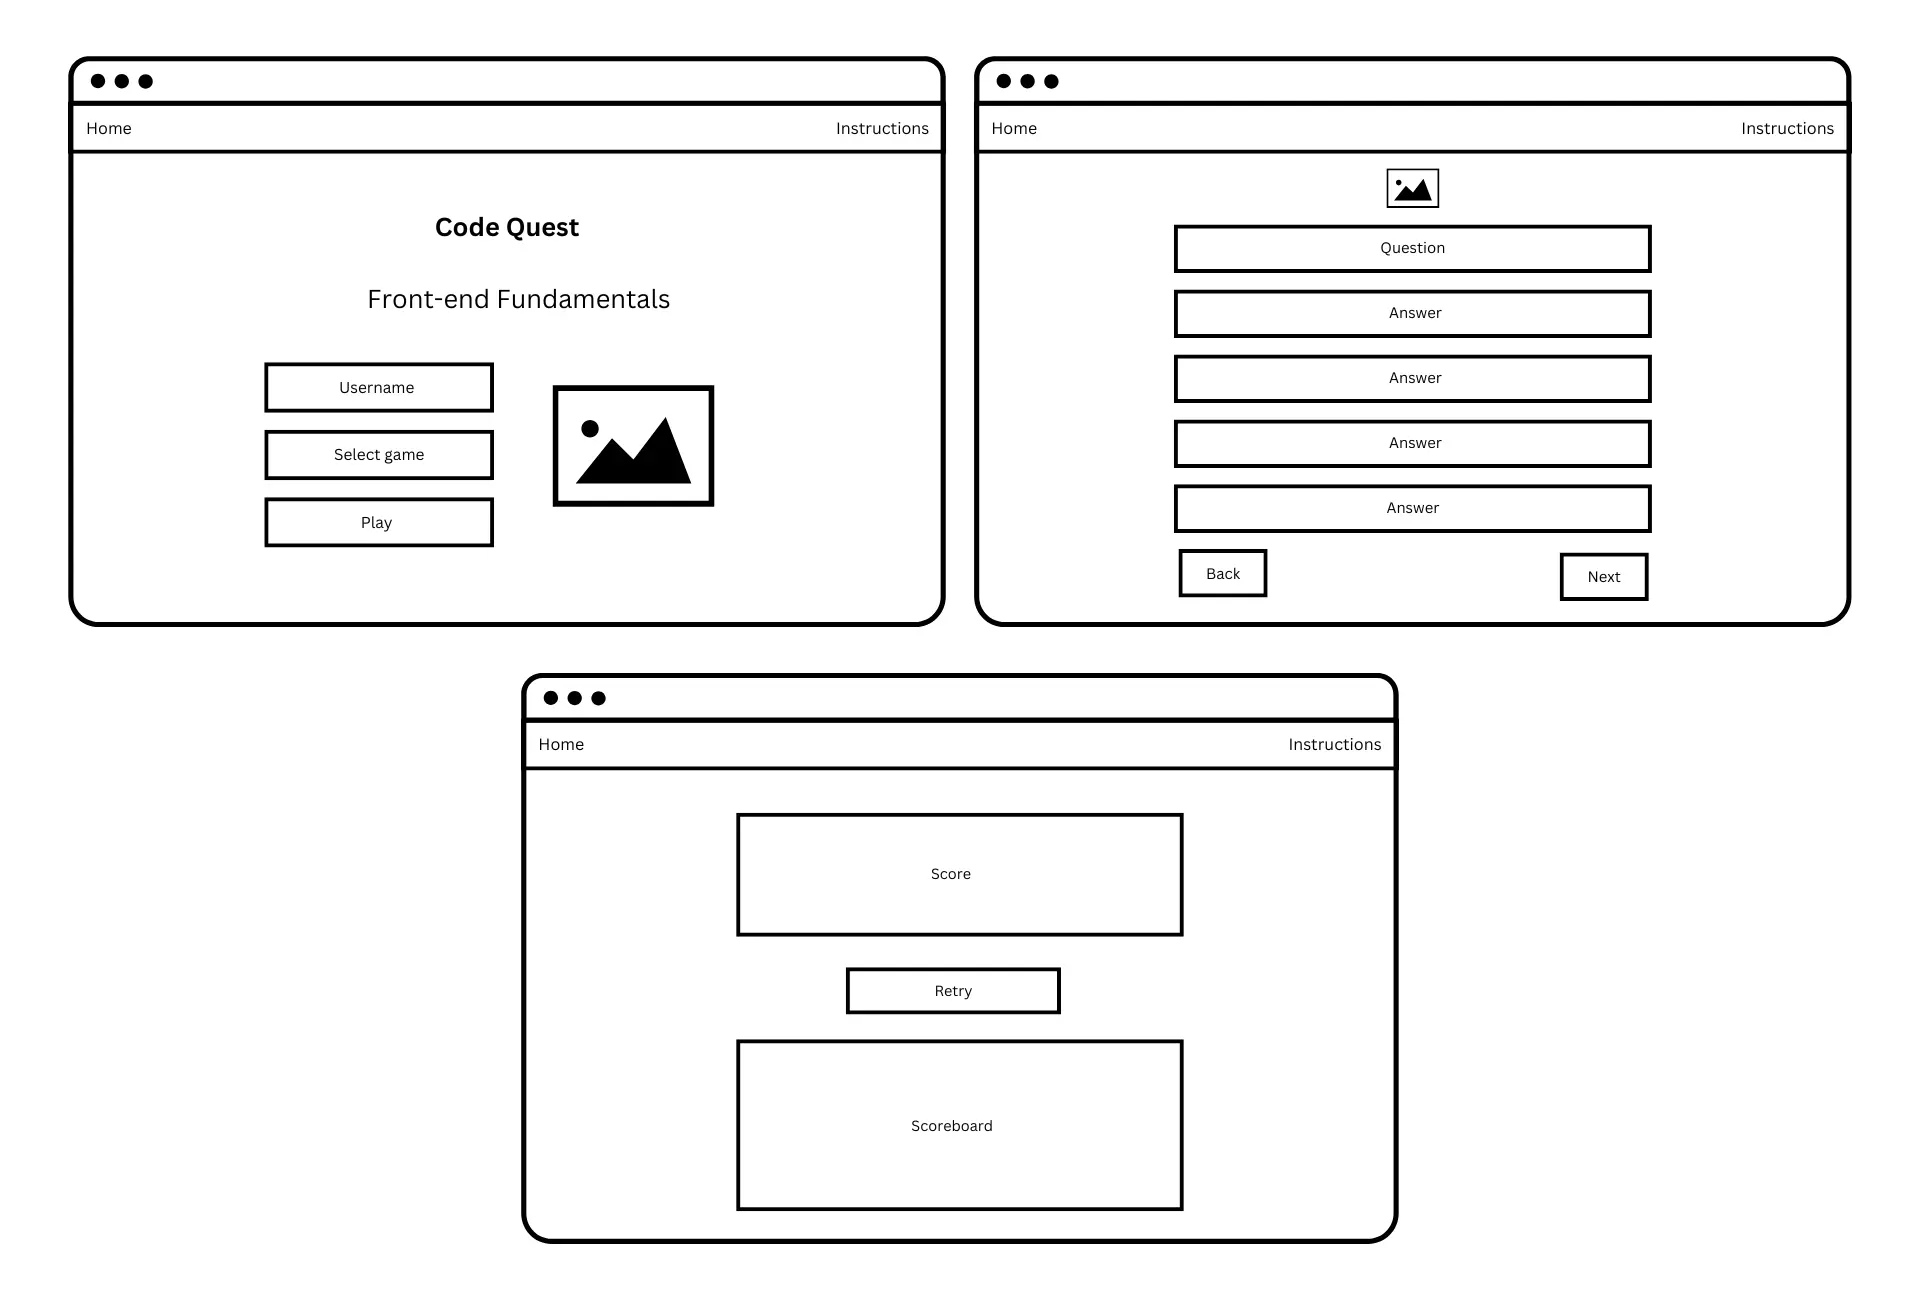 Home
Instructions
Code Quest
Front-end Fundamentals
Username
Select game
Play
Home
Instructions
Question
Answer
Answer
Answer
Answer
Back
Next
Home
Instructions
Score
Retry
Scoreboard